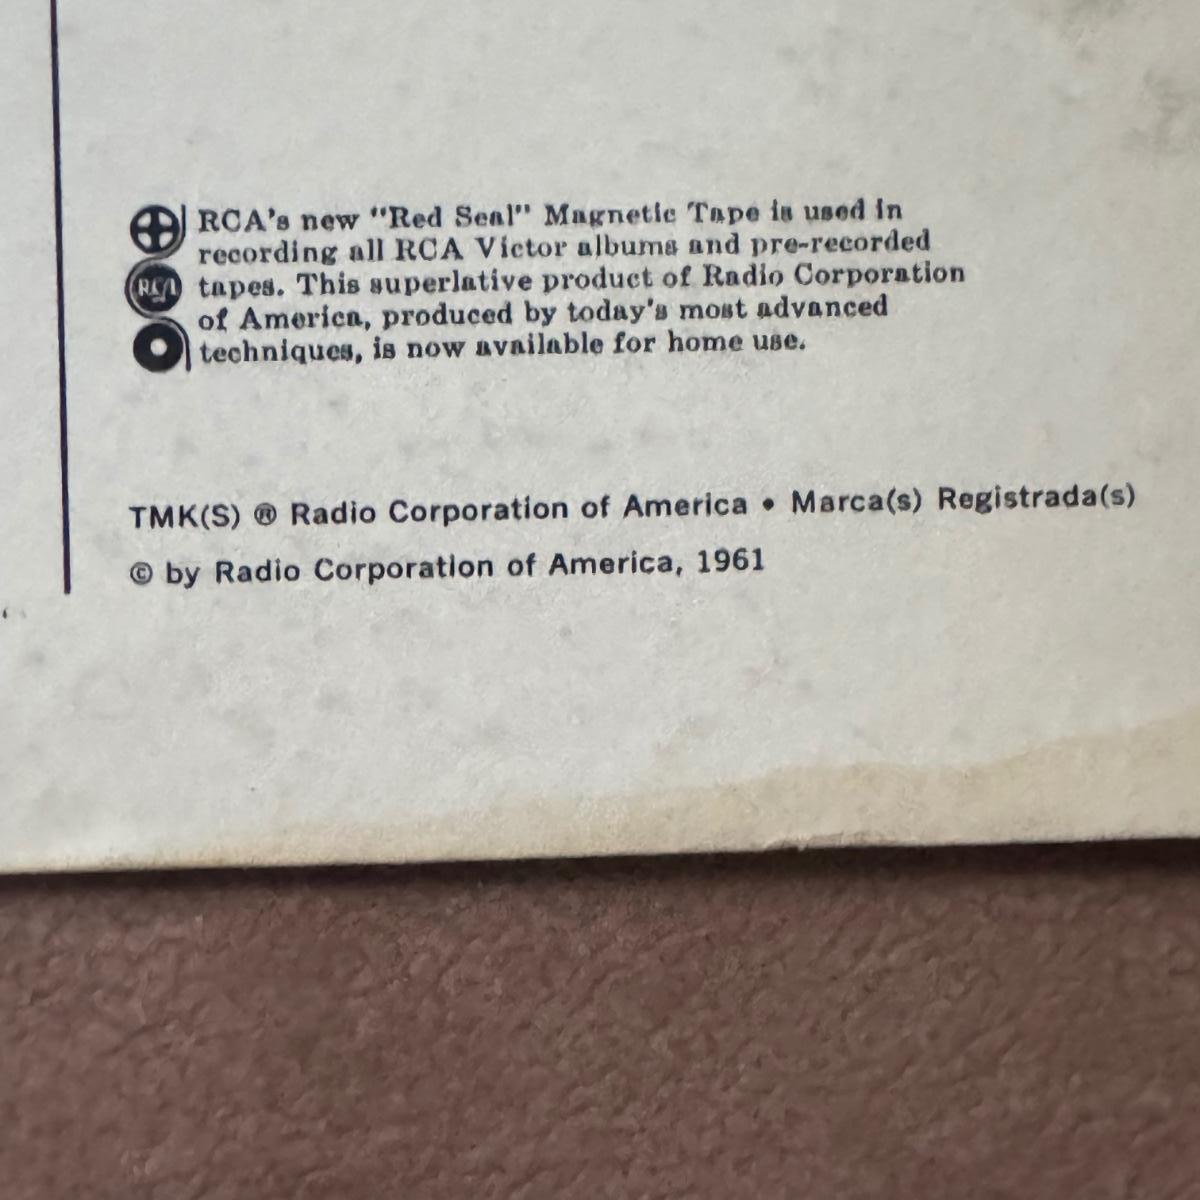 RCA's new "Red Seal" Magnetic Tape is used in
recording all RCA Victor albums and pre-recorded
RCA tapes. This superlative product of Radio Corporation
of America, produced by today's most advanced
techniques, is now available for home use.
TMK(S) ® Radio Corporation of America • Marca(s) Registrada(s)
© by Radio Corporation of America, 1961